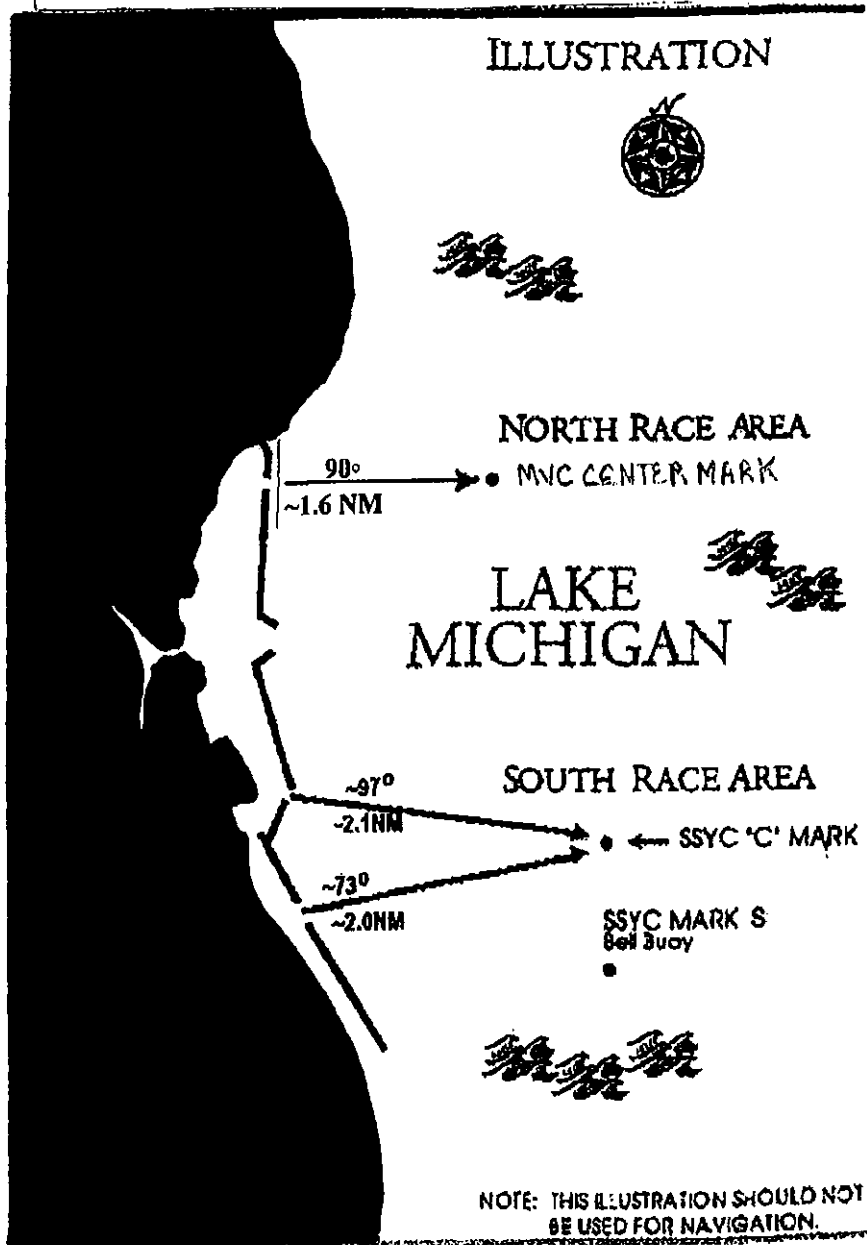 ILLUSTRATION
N
NORTH RACE AREA
90°
MYC CENTER MARK
~1.6 NM
LAKE
MICHIGAN
SOUTH RACE AREA
~97°
~2.1NM
SSYC "C" MARK
~73°
~2.0NM
SSYC MARK S
Bell Buoy
NOTE: THIS ILLUSTRATION SHOULD NOT
BE USED FOR NAVIGATION.